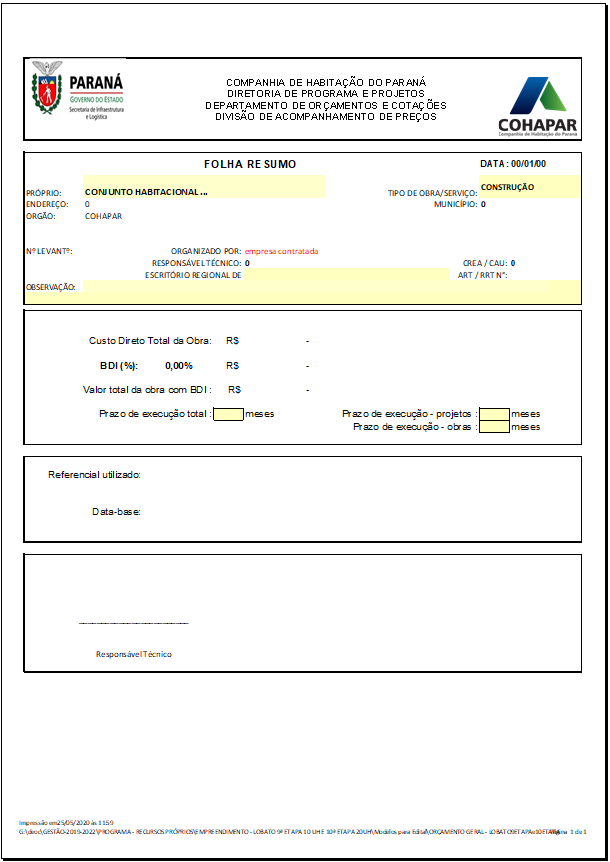 PARANÁ
GOVERNO DO ESTADO
Secretaria de Infraestrutura
e Logística
COMPANHIA DE HABITAÇÃO DO PARANÁ
DIRETORIA DE PROGRAMA E PROJETOS
DEPARTAMENTO DE ORÇAMENTOS E COTAÇÕES
DIVISÃO DE ACOMPANHAMENTO DE PREÇOS
COHAPAR
Companhia de Habitação do Paraná
FOLHA RESUMO DATA : 00/01/00
PRÓPRIO: CONJUNTO HABITACIONAL ... TIPO DE OBRA/SERVIÇO: CONSTRUÇÃO
ENDEREÇO: 0 MUNICÍPIO: 0
ORGÃO: COHAPAR
Nº LEVANTº: ORGANIZADO POR: empresa contratada
RESPONSÁVEL TÉCNICO: 0 CREA / CAU: 0
ESCRITÓRIO REGIONAL DE ART / RRT N°:
OBSERVAÇÃO:
Custo Direto Total da Obra: R$ -
BDI (%): 0,00% R$ -
Valor total da obra com BDI : R$ -
Prazo de execução total : meses Prazo de execução - projetos : meses
Prazo de execução - obras : meses
Referencial utilizado:
Data-base:
Responsável Técnico
Impressão em25/05/2020 às 11:59
G:\deoc\GESTÃO-2019-2022\PROGRAMA - RECURSOS PRÓPRIOS\EMPREENDIMENTO - LOBATO 9ª ETAPA 10 UH E 10ª ETAPA 20UH\Modelos para Edital\ORÇAMENTO GERAL - LOBATO9ETAPAe10ETAPA Página 1 de 1